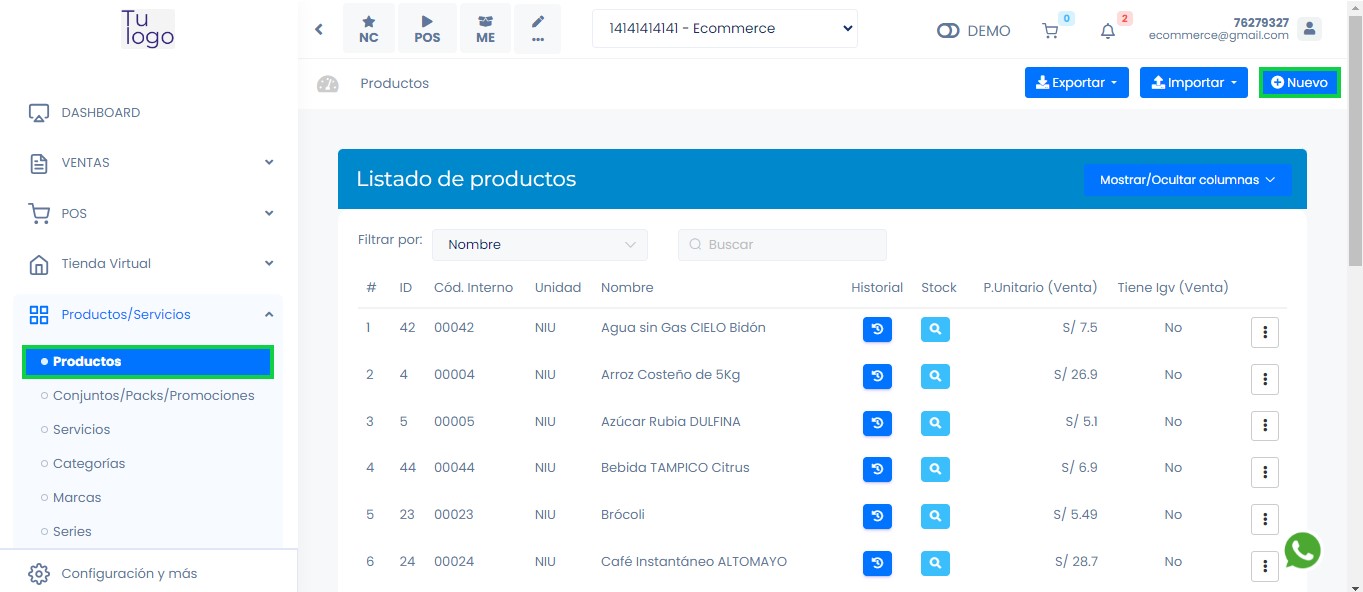 Tu
logo
NC
POS
ME
...
14141414141 - Ecommerce
DEMO
0
2
76279327
ecommerce@gmail.com
Productos
Exportar
Importar
Nuevo
DASHBOARD
VENTAS
POS
Tienda Virtual
Productos/Servicios
Productos
Conjuntos/Packs/Promociones
Servicios
Categorías
Marcas
Series
Configuración y más
Listado de productos
Mostrar/Ocultar columnas
Filtrar por: Nombre Buscar
# ID Cód. Interno Unidad Nombre Historial Stock P.Unitario (Venta) Tiene Igv (Venta)
1 42 00042 NIU Agua sin Gas CIELO Bidón S/ 7.5 No
2 4 00004 NIU Arroz Costeño de 5Kg S/ 26.9 No
3 5 00005 NIU Azúcar Rubia DULFINA S/ 5.1 No
4 44 00044 NIU Bebida TAMPICO Citrus S/ 6.9 No
5 23 00023 NIU Brócoli S/ 5.49 No
6 24 00024 NIU Café Instantáneo ALTOMAYO S/ 28.7 No